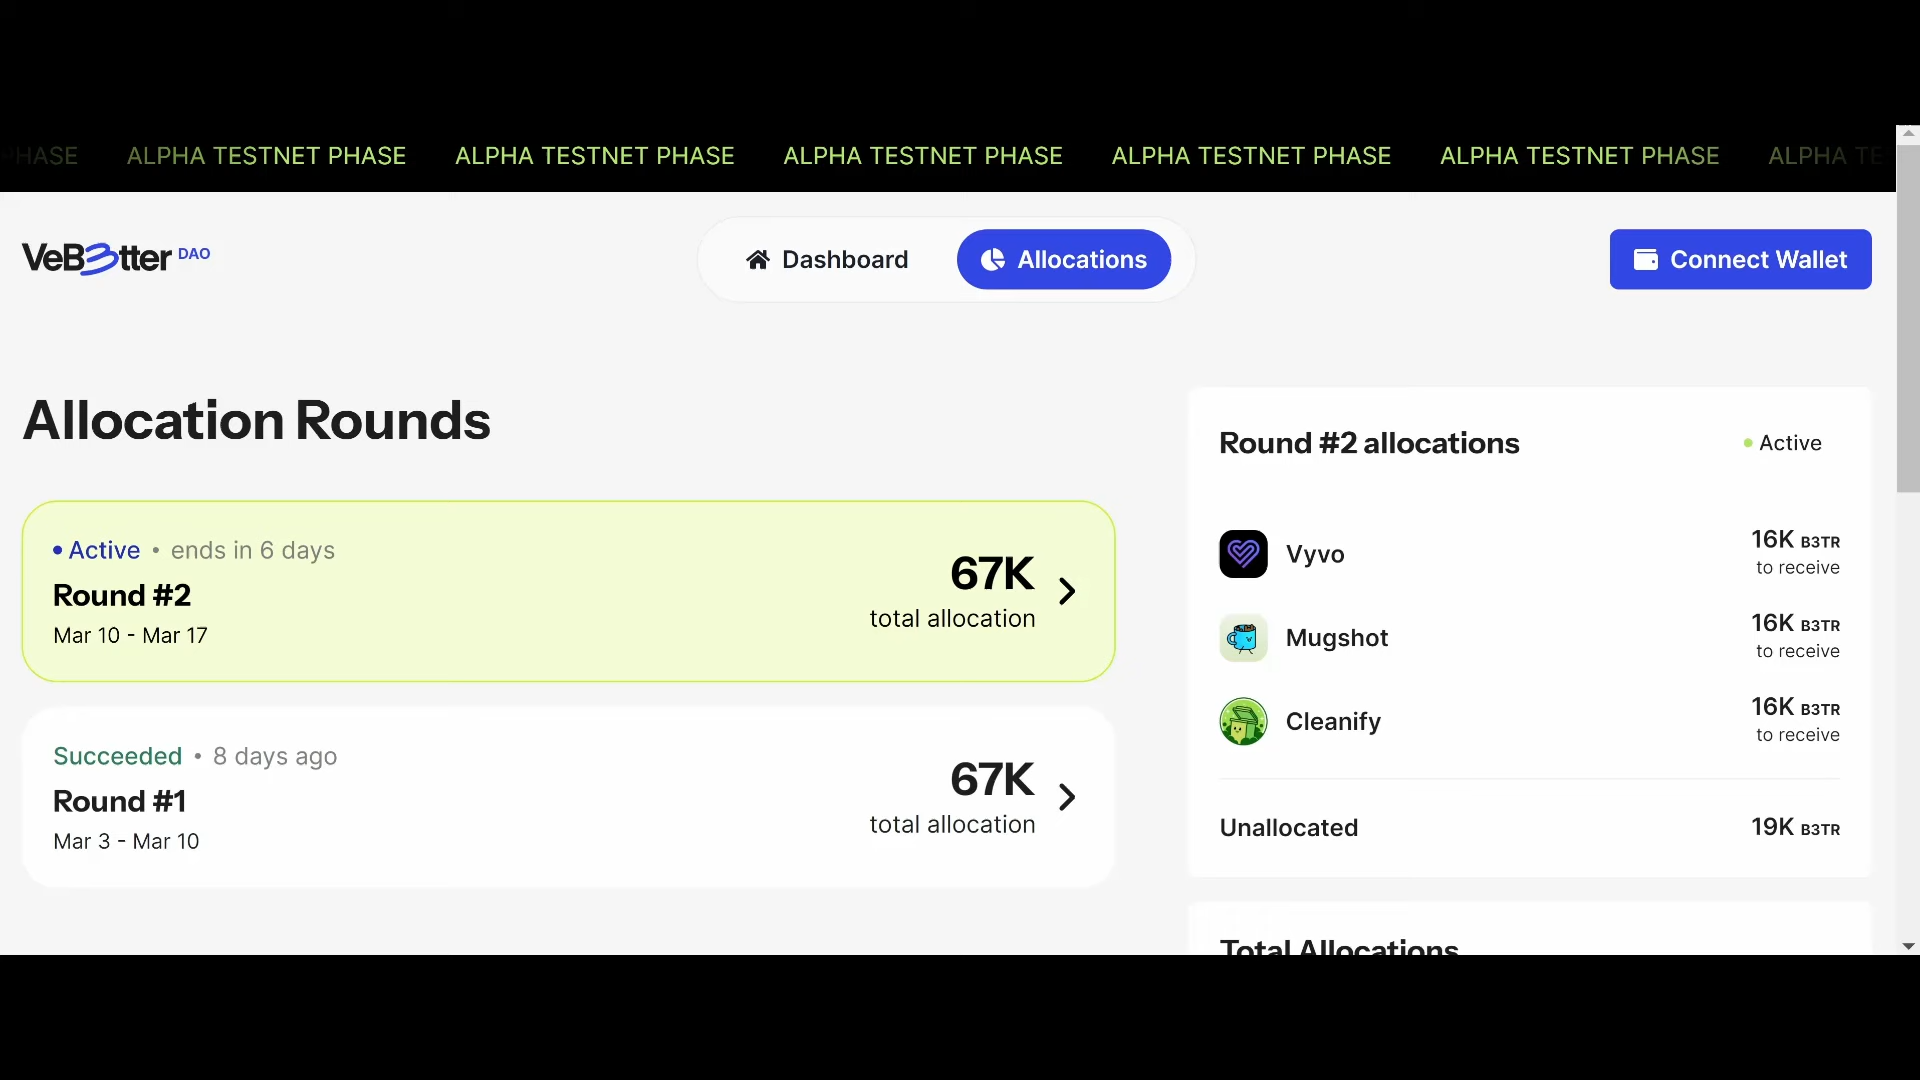 PHASE ALPHA TESTNET PHASE ALPHA TESTNET PHASE ALPHA TESTNET PHASE ALPHA TESTNET PHASE ALPHA TESTNET PHASE ALPHA TE
VeB3tter DAO
Dashboard
Allocations
Connect Wallet
Allocation Rounds
Active • ends in 6 days
Round #2
Mar 10 - Mar 17
67K
total allocation
Succeeded • 8 days ago
Round #1
Mar 3 - Mar 10
67K
total allocation
Round #2 allocations
Active
Vyvo
16K B3TR
to receive
Mugshot
16K B3TR
to receive
Cleanify
16K B3TR
to receive
Unallocated
19K B3TR
Total Allocations